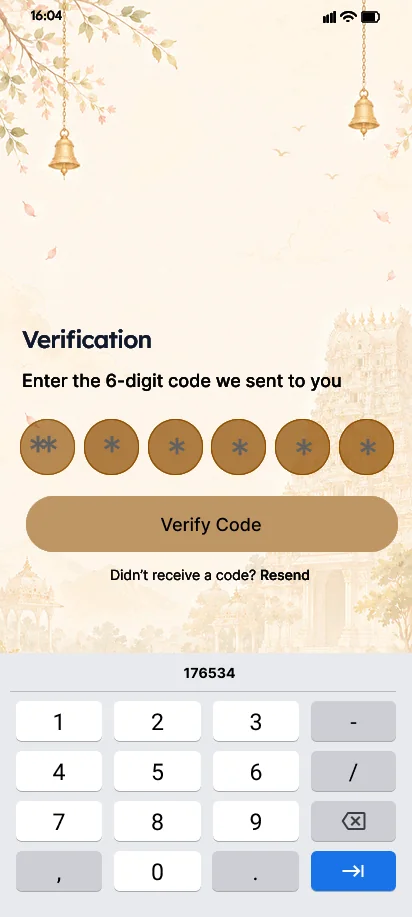 16:04
Verification
Enter the 6-digit code we sent to you
** * * * * *
Verify Code
Didn’t receive a code? Resend
176534
1 2 3 -
4 5 6 /
7 8 9
, 0 .